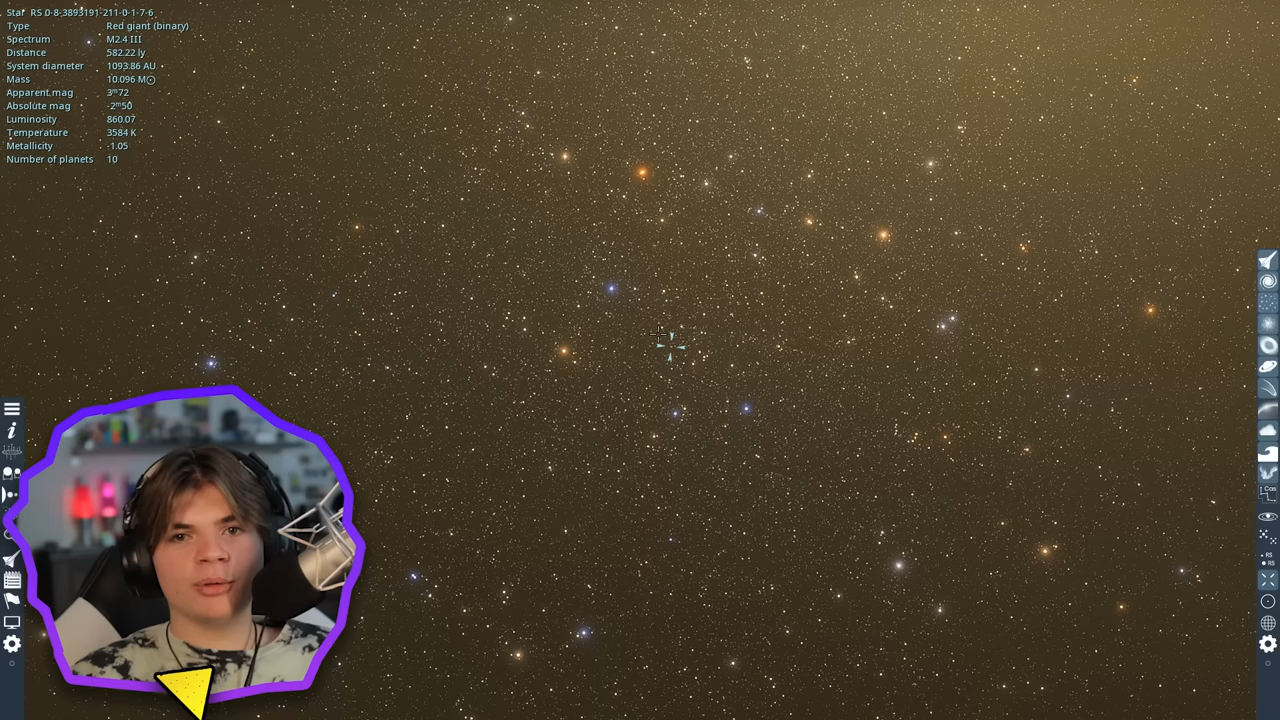 Star RS 0-8-3893191-211-0-1-7-6
Type Red giant (binary)
Spectrum M2.4 III
Distance 582.22 ly
System diameter 1093.86 AU
Mass 10.096 M☉
Apparent mag 3ᵐ72
Absolute mag -2ᵐ50
Luminosity 860.07
Temperature 3584 K
Metallicity -1.05
Number of planets 10
RS
RS